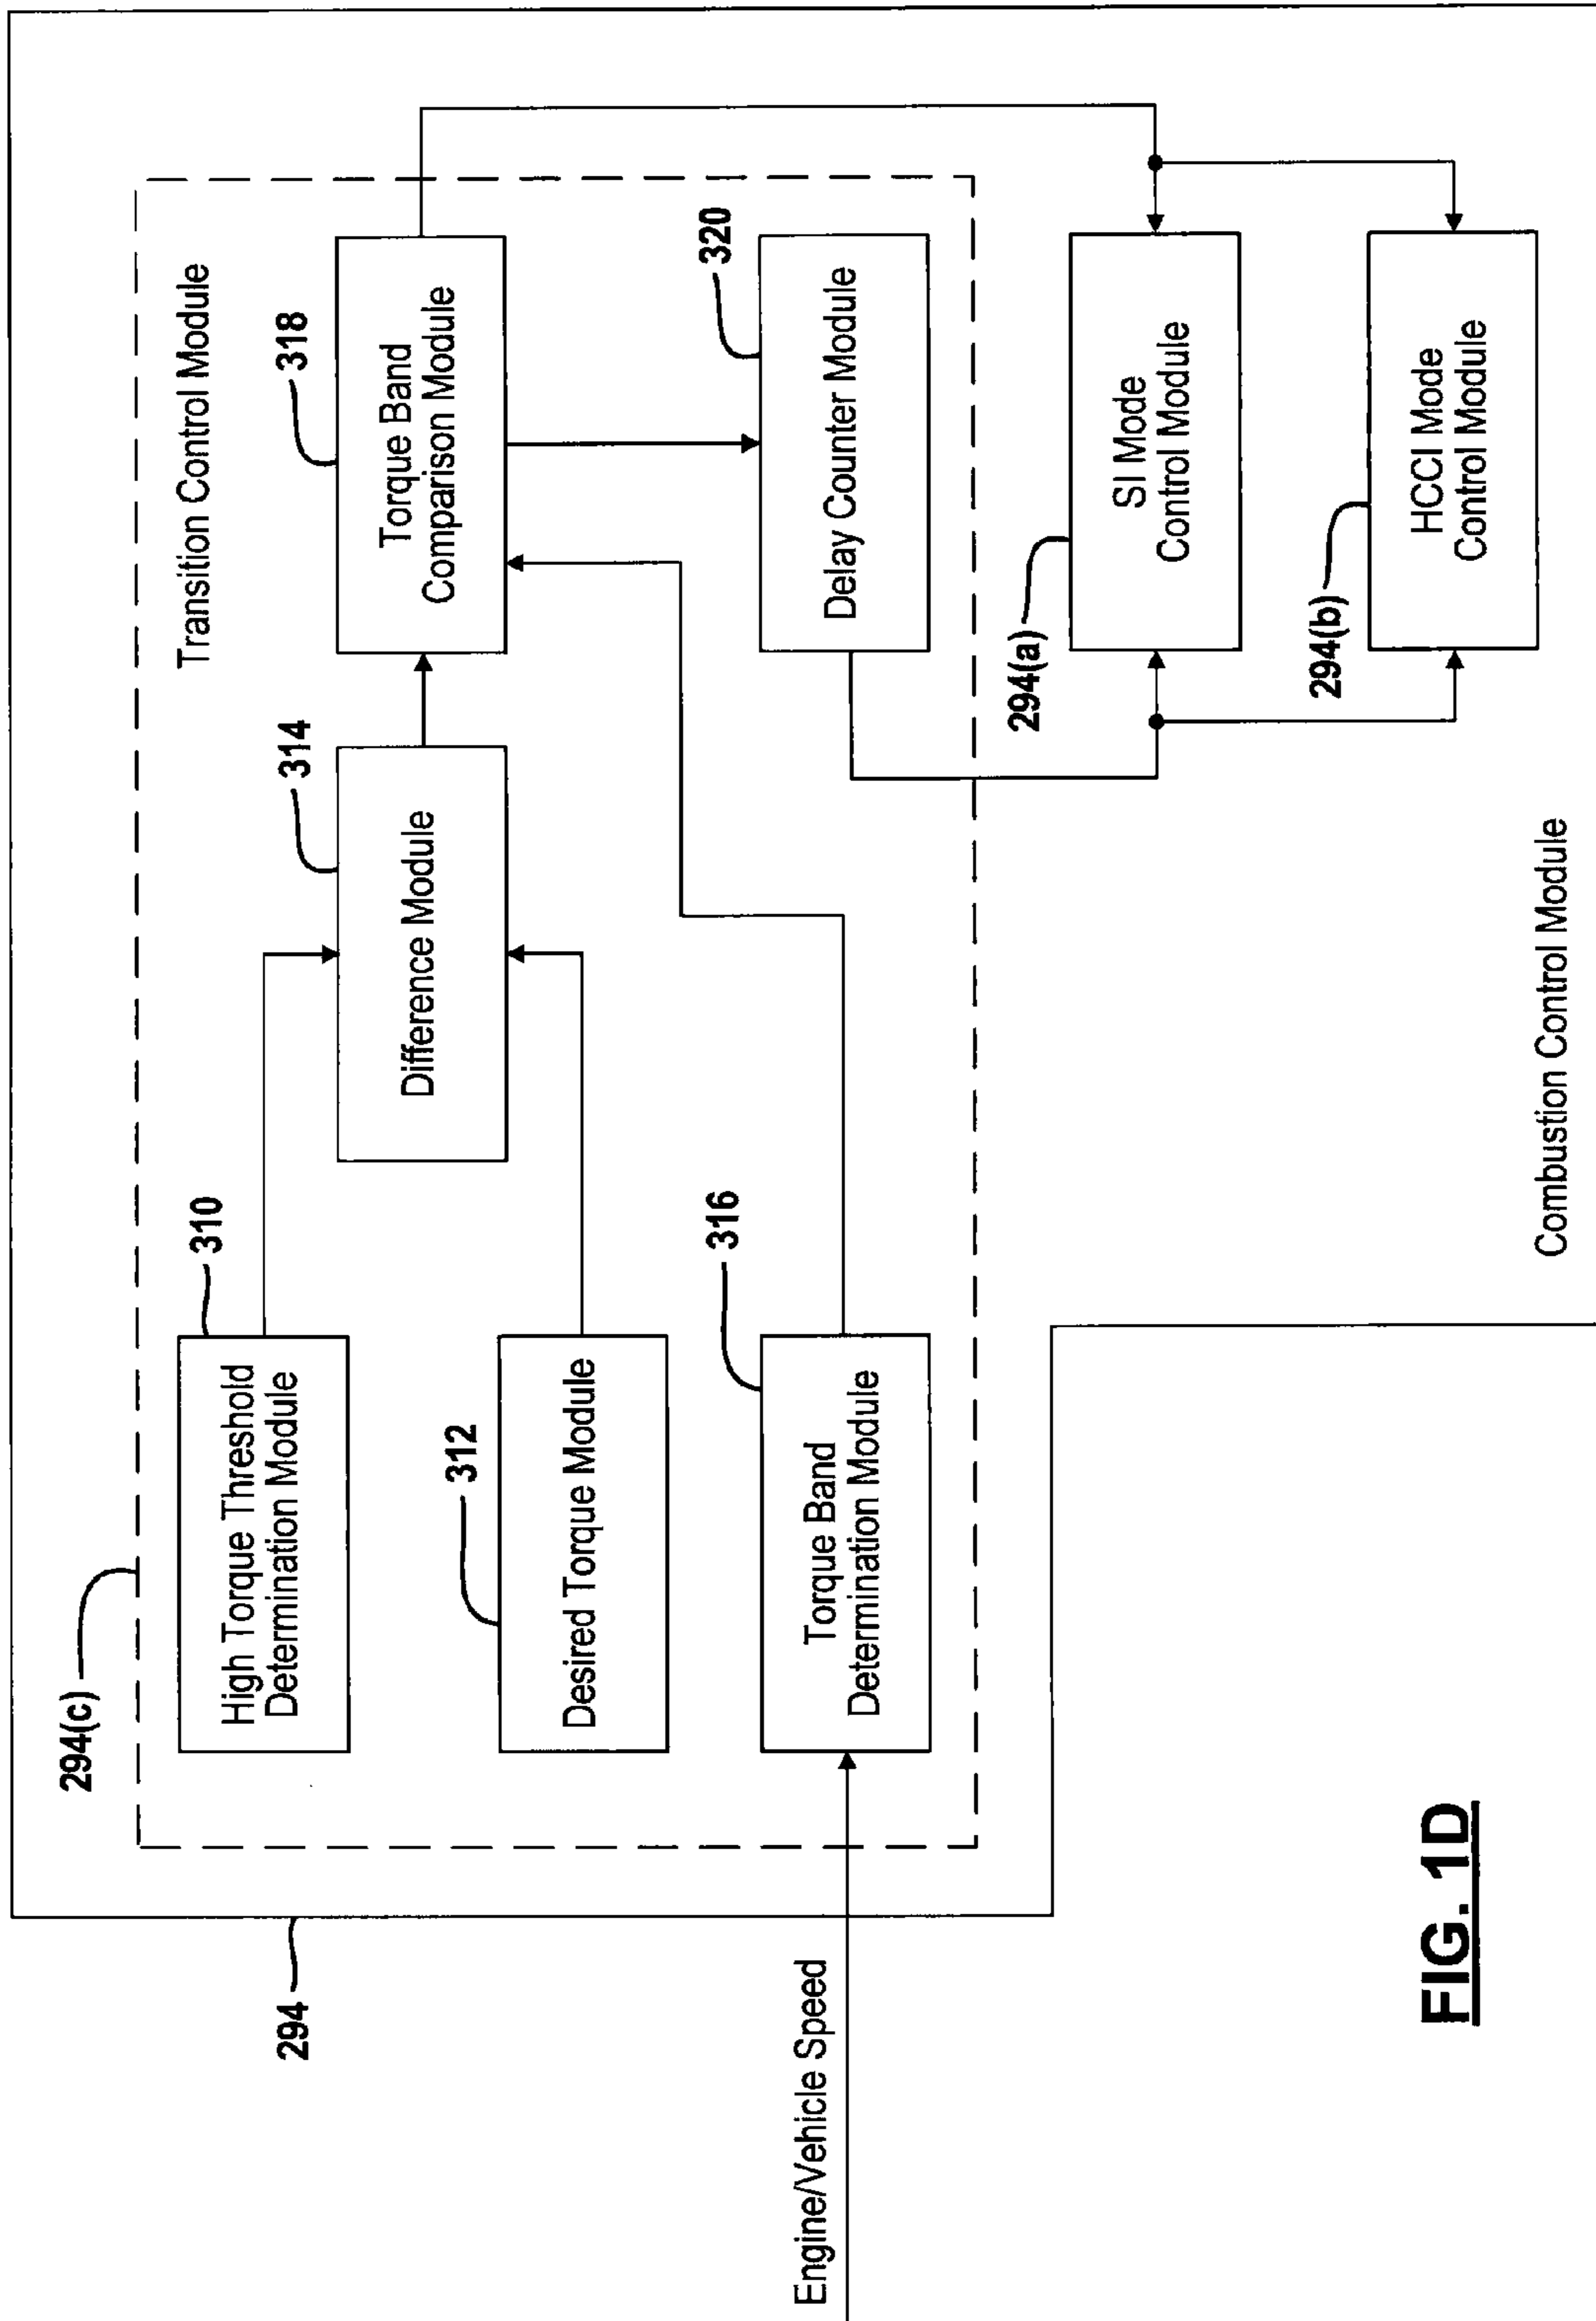 294
294(c)
Transition Control Module
310
High Torque Threshold
Determination Module
314
Difference Module
318
Torque Band
Comparison Module
312
Desired Torque Module
316
Torque Band
Determination Module
320
Delay Counter Module
Engine/Vehicle Speed
294(a)
SI Mode
Control Module
294(b)
HCCI Mode
Control Module
Combustion Control Module
FIG. 1D